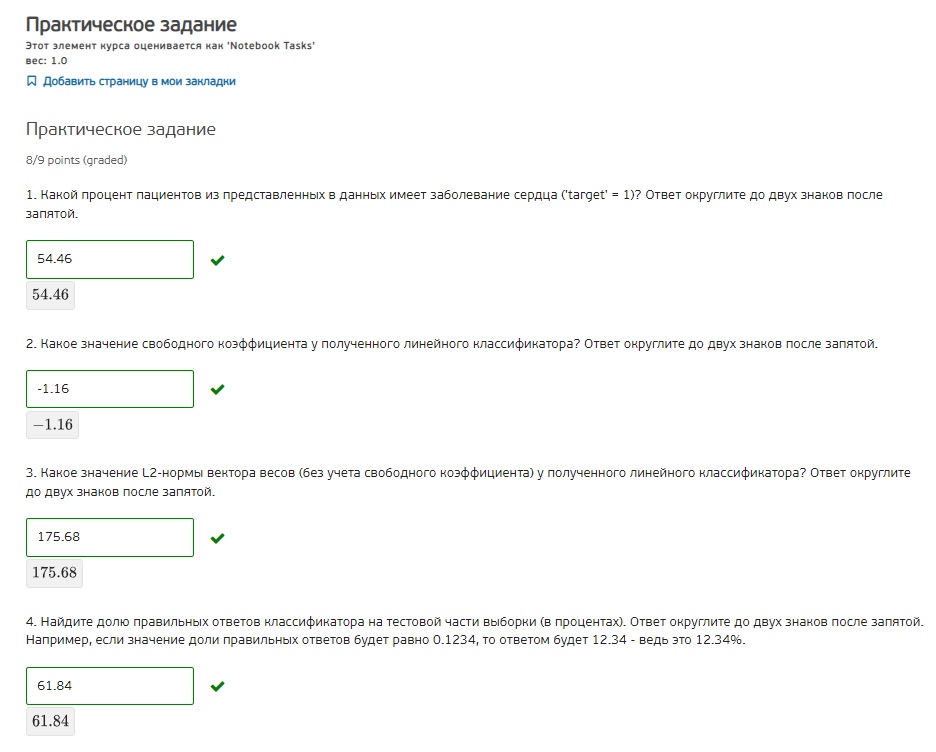 Практическое задание
Этот элемент курса оценивается как 'Notebook Tasks'
вес: 1.0
Добавить страницу в мои закладки
Практическое задание
8/9 points (graded)
1. Какой процент пациентов из представленных в данных имеет заболевание сердца ('target' = 1)? Ответ округлите до двух знаков после
запятой.
54.46
54.46
2. Какое значение свободного коэффициента у полученного линейного классификатора? Ответ округлите до двух знаков после запятой.
-1.16
−1.16
3. Какое значение L2-нормы вектора весов (без учета свободного коэффициента) у полученного линейного классификатора? Ответ округлите
до двух знаков после запятой.
175.68
175.68
4. Найдите долю правильных ответов классификатора на тестовой части выборки (в процентах). Ответ округлите до двух знаков после запятой.
Например, если значение доли правильных ответов будет равно 0.1234, то ответом будет 12.34 - ведь это 12.34%.
61.84
61.84